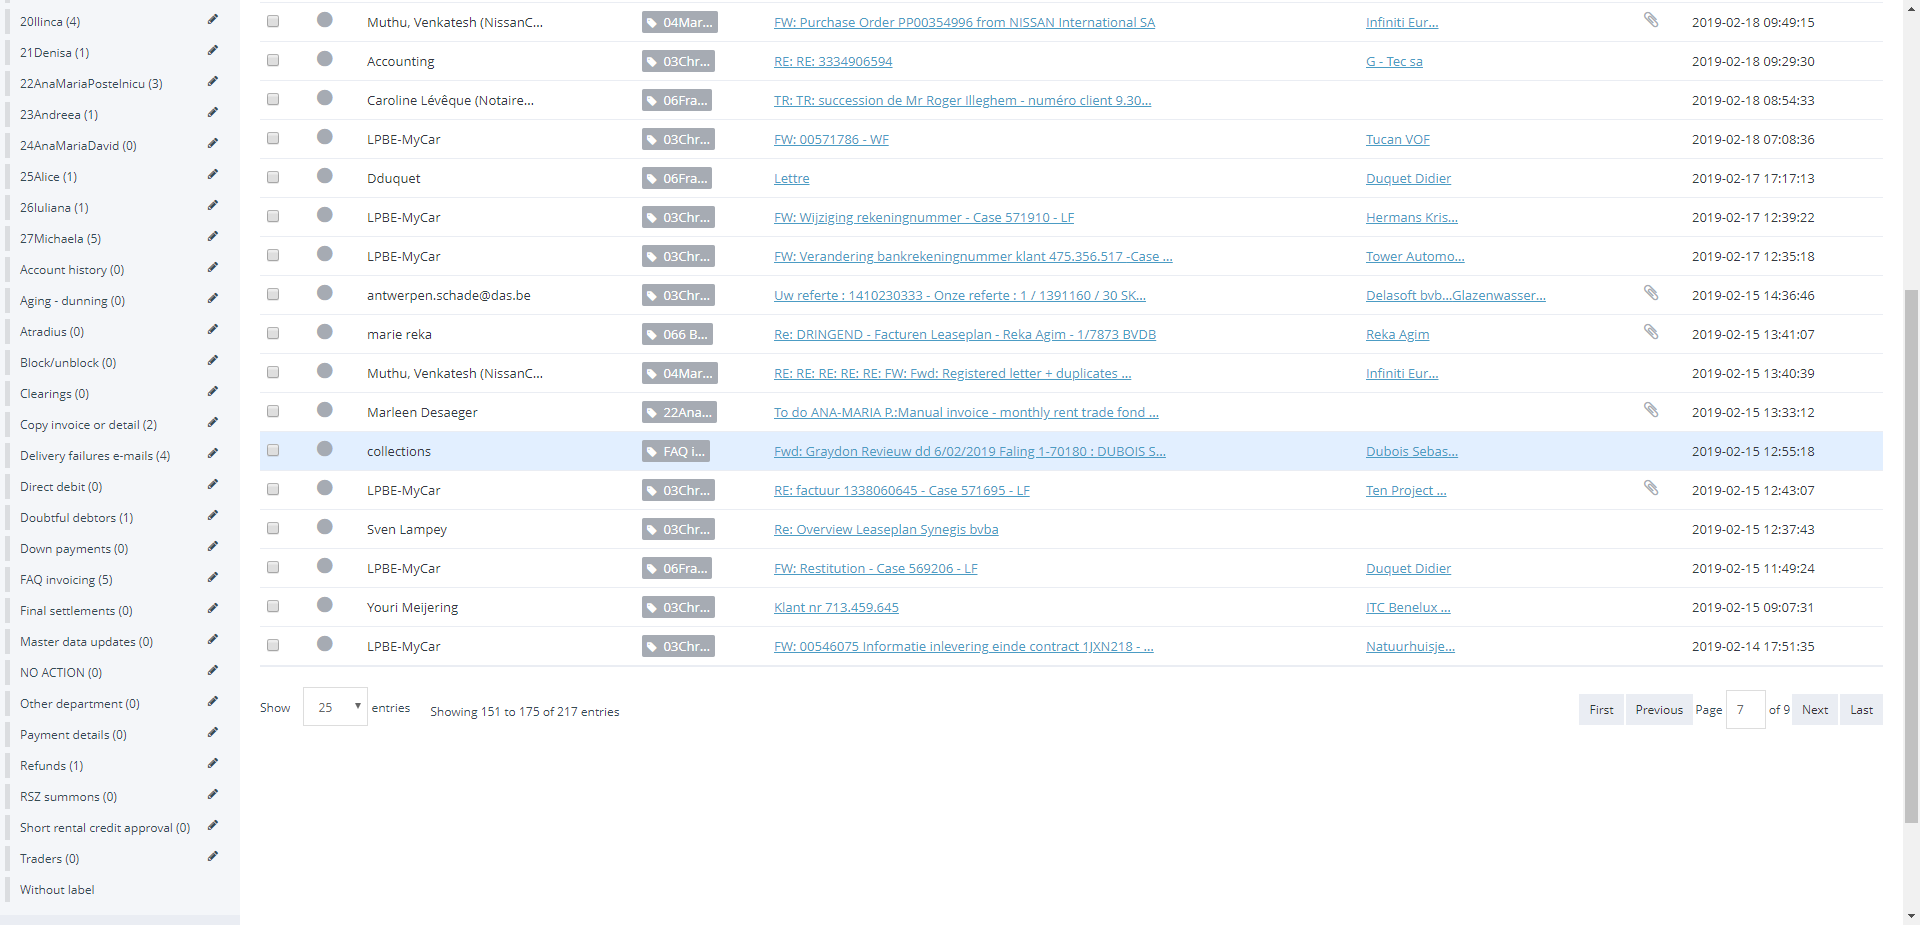 20Ilinca (4)
21Denisa (1)
22AnaMariaPostelnicu (3)
23Andreea (1)
24AnaMariaDavid (0)
25Alice (1)
26Iuliana (1)
27Michaela (5)
Account history (0)
Aging - dunning (0)
Atradius (0)
Block/unblock (0)
Clearings (0)
Copy invoice or detail (2)
Delivery failures e-mails (4)
Direct debit (0)
Doubtful debtors (1)
Down payments (0)
FAQ invoicing (5)
Final settlements (0)
Master data updates (0)
NO ACTION (0)
Other department (0)
Payment details (0)
Refunds (1)
RSZ summons (0)
Short rental credit approval (0)
Traders (0)
Without label
Muthu, Venkatesh (NissanC... 04Mar... FW: Purchase Order PP00354996 from NISSAN International SA Infiniti Eur... 2019-02-18 09:49:15
Accounting 03Chr... RE: RE: 3334906594 G - Tec sa 2019-02-18 09:29:30
Caroline Lévêque (Notaire... 06Fra... TR: TR: succession de Mr Roger Illeghem - numéro client 9.30... 2019-02-18 08:54:33
LPBE-MyCar 03Chr... FW: 00571786 - WF Tucan VOF 2019-02-18 07:08:36
Dduquet 06Fra... Lettre Duquet Didier 2019-02-17 17:17:13
LPBE-MyCar 03Chr... FW: Wijziging rekeningnummer - Case 571910 - LF Hermans Kris... 2019-02-17 12:39:22
LPBE-MyCar 03Chr... FW: Verandering bankrekeningnummer klant 475.356.517 -Case ... Tower Automo... 2019-02-17 12:35:18
antwerpen.schade@das.be 03Chr... Uw referte : 1410230333 - Onze referte : 1 / 1391160 / 30 SK... Delasoft bvb...Glazenwasser... 2019-02-15 14:36:46
marie reka 066 B... Re: DRINGEND - Facturen Leaseplan - Reka Agim - 1/7873 BVDB Reka Agim 2019-02-15 13:41:07
Muthu, Venkatesh (NissanC... 04Mar... RE: RE: RE: RE: RE: FW: Fwd: Registered letter + duplicates ... Infiniti Eur... 2019-02-15 13:40:39
Marleen Desaeger 22Ana... To do ANA-MARIA P.:Manual invoice - monthly rent trade fond ... 2019-02-15 13:33:12
collections FAQ i... Fwd: Graydon Revieuw dd 6/02/2019 Faling 1-70180 : DUBOIS S... Dubois Sebas... 2019-02-15 12:55:18
LPBE-MyCar 03Chr... RE: factuur 1338060645 - Case 571695 - LF Ten Project ... 2019-02-15 12:43:07
Sven Lampey 03Chr... Re: Overview Leaseplan Synegis bvba 2019-02-15 12:37:43
LPBE-MyCar 06Fra... FW: Restitution - Case 569206 - LF Duquet Didier 2019-02-15 11:49:24
Youri Meijering 03Chr... Klant nr 713.459.645 ITC Benelux ... 2019-02-15 09:07:31
LPBE-MyCar 03Chr... FW: 00546075 Informatie inlevering einde contract 1JXN218 - ... Natuurhuisje... 2019-02-14 17:51:35
Show 25 entries Showing 151 to 175 of 217 entries First Previous Page 7 of 9 Next Last